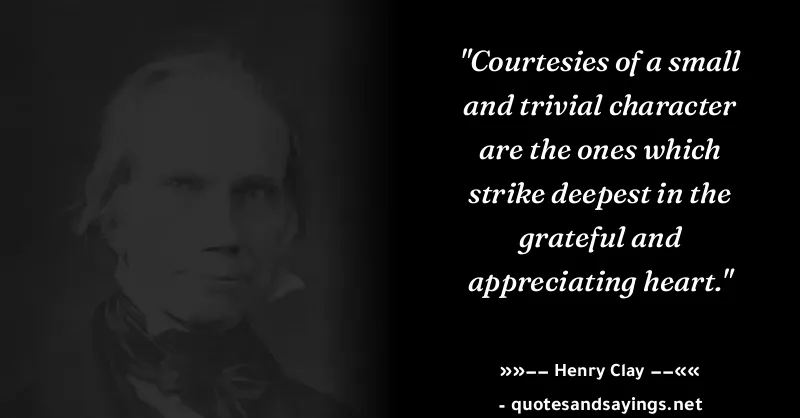 "Courtesies of a small
and trivial character
are the ones which
strike deepest in the
grateful and
appreciating heart."
»»−− Henry Clay −−««
- quotesandsayings.net